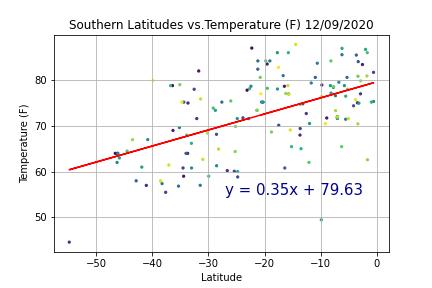 Southern Latitudes vs.Temperature (F) 12/09/2020
Temperature (F)
80
70
60
50
y = 0.35x + 79.63
−50 −40 −30 −20 −10 0
Latitude